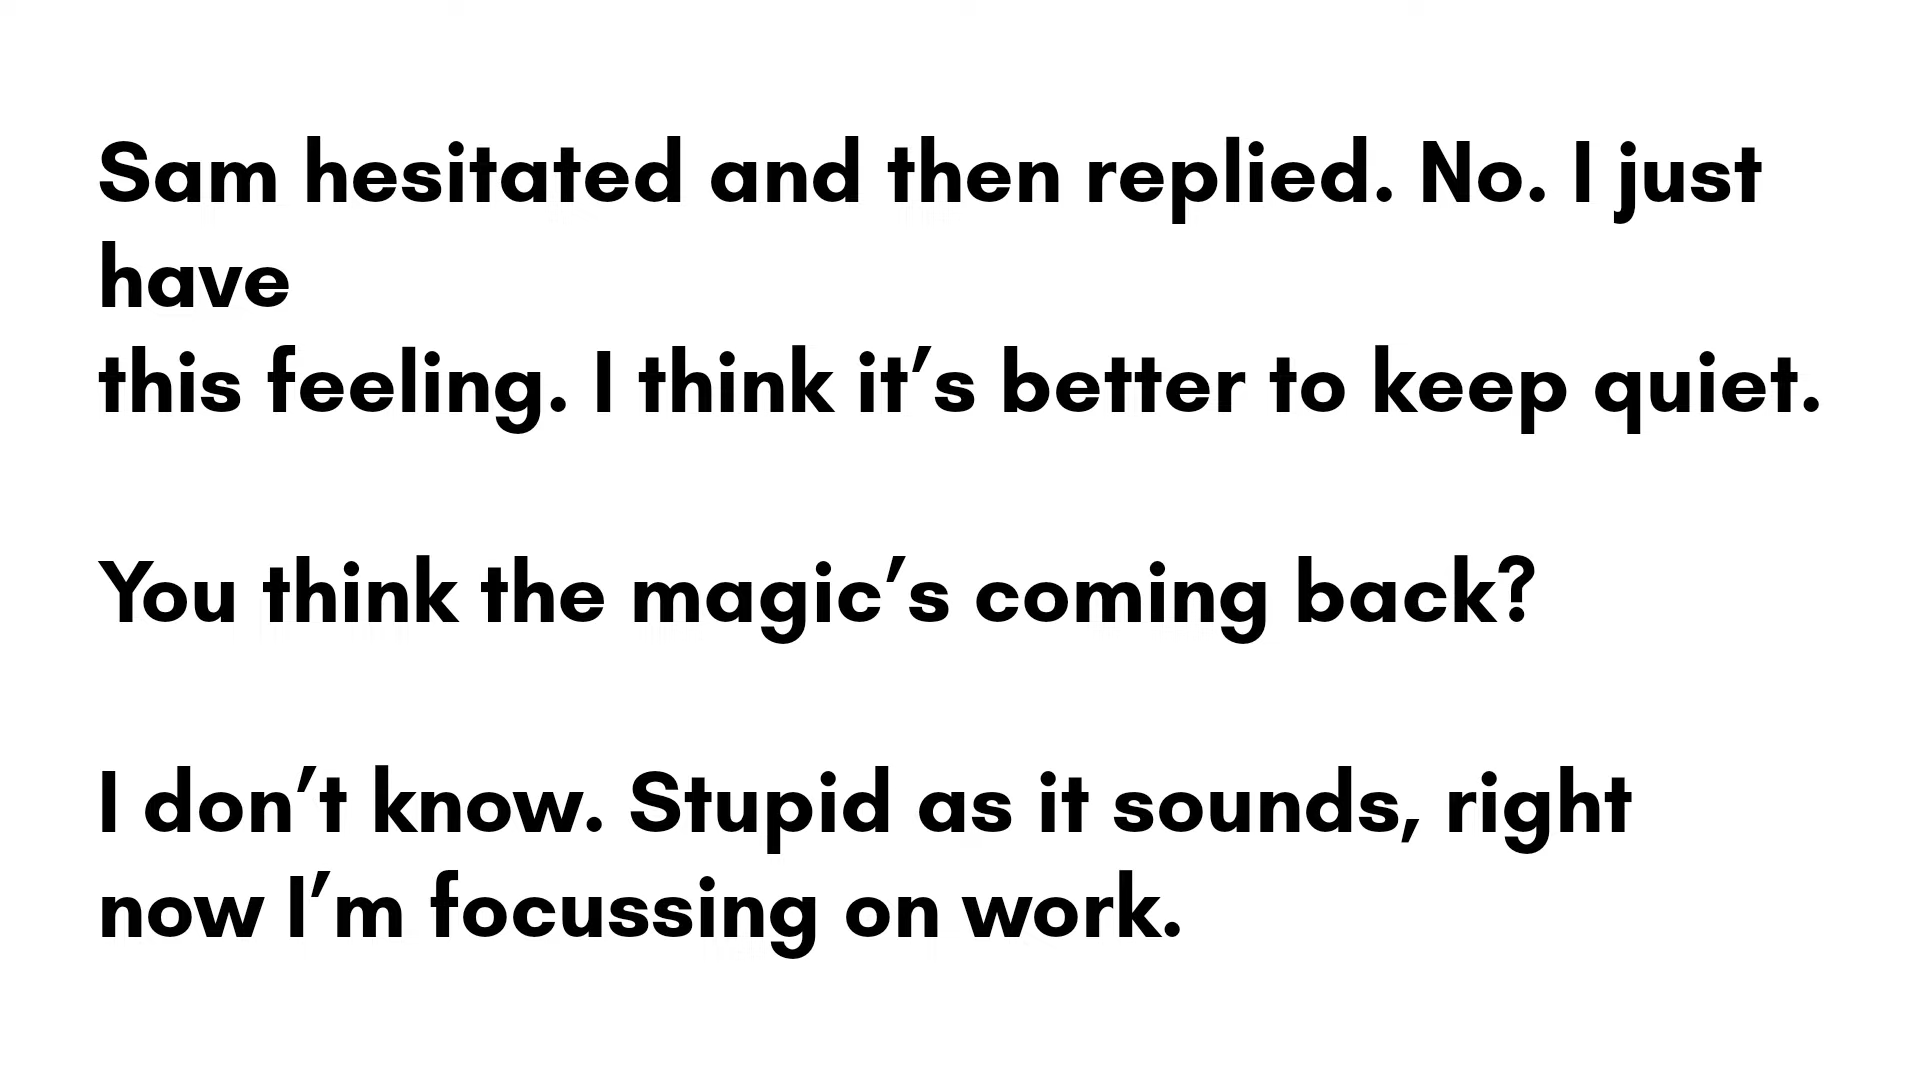 Sam hesitated and then replied. No. I just
have
this feeling. I think it’s better to keep quiet.
You think the magic’s coming back?
I don’t know. Stupid as it sounds, right
now I’m focussing on work.